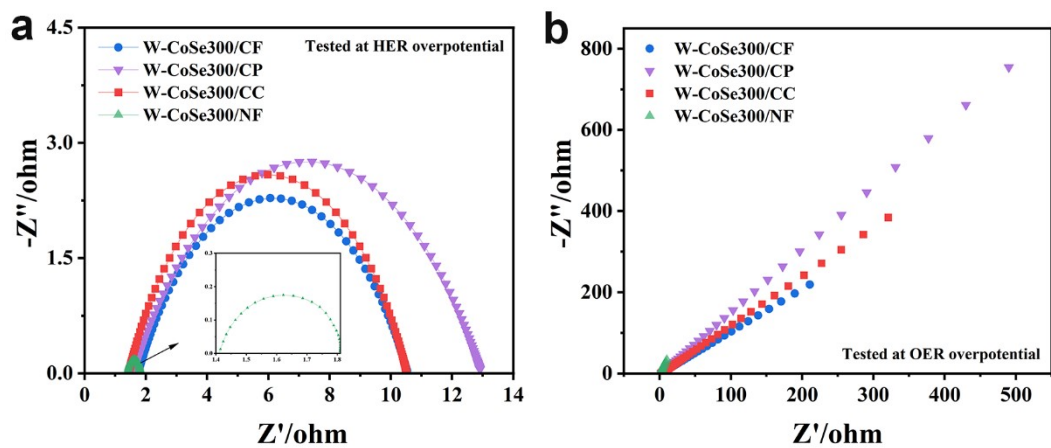 a
Tested at HER overpotential
W-CoSe300/CF
W-CoSe300/CP
W-CoSe300/CC
W-CoSe300/NF
4.5
3.0
1.5
0.0
-Z''/ohm
0.3
0.2
0.1
0.0
1.4 1.5 1.6 1.7 1.8
0 2 4 6 8 10 12 14
Z'/ohm
b
W-CoSe300/CF
W-CoSe300/CP
W-CoSe300/CC
W-CoSe300/NF
800
600
400
200
0
-Z''/ohm
Tested at OER overpotential
0 100 200 300 400 500
Z'/ohm